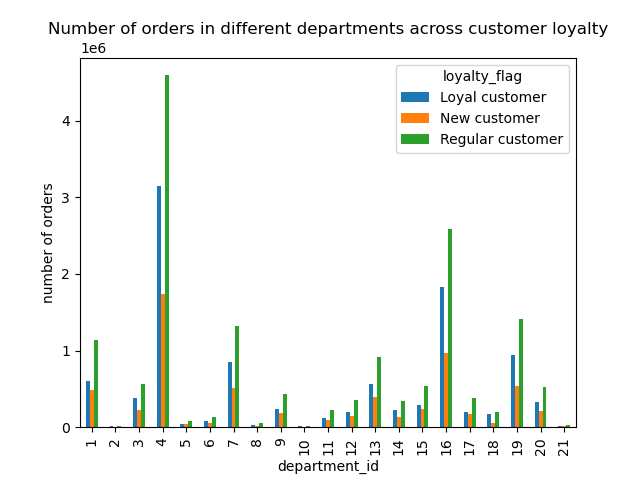 Number of orders in different departments across customer loyalty
1e6
loyalty_flag
Loyal customer
New customer
Regular customer
4
3
2
1
0
number of orders
1 2 3 4 5 6 7 8 9 10 11 12 13 14 15 16 17 18 19 20 21
department_id